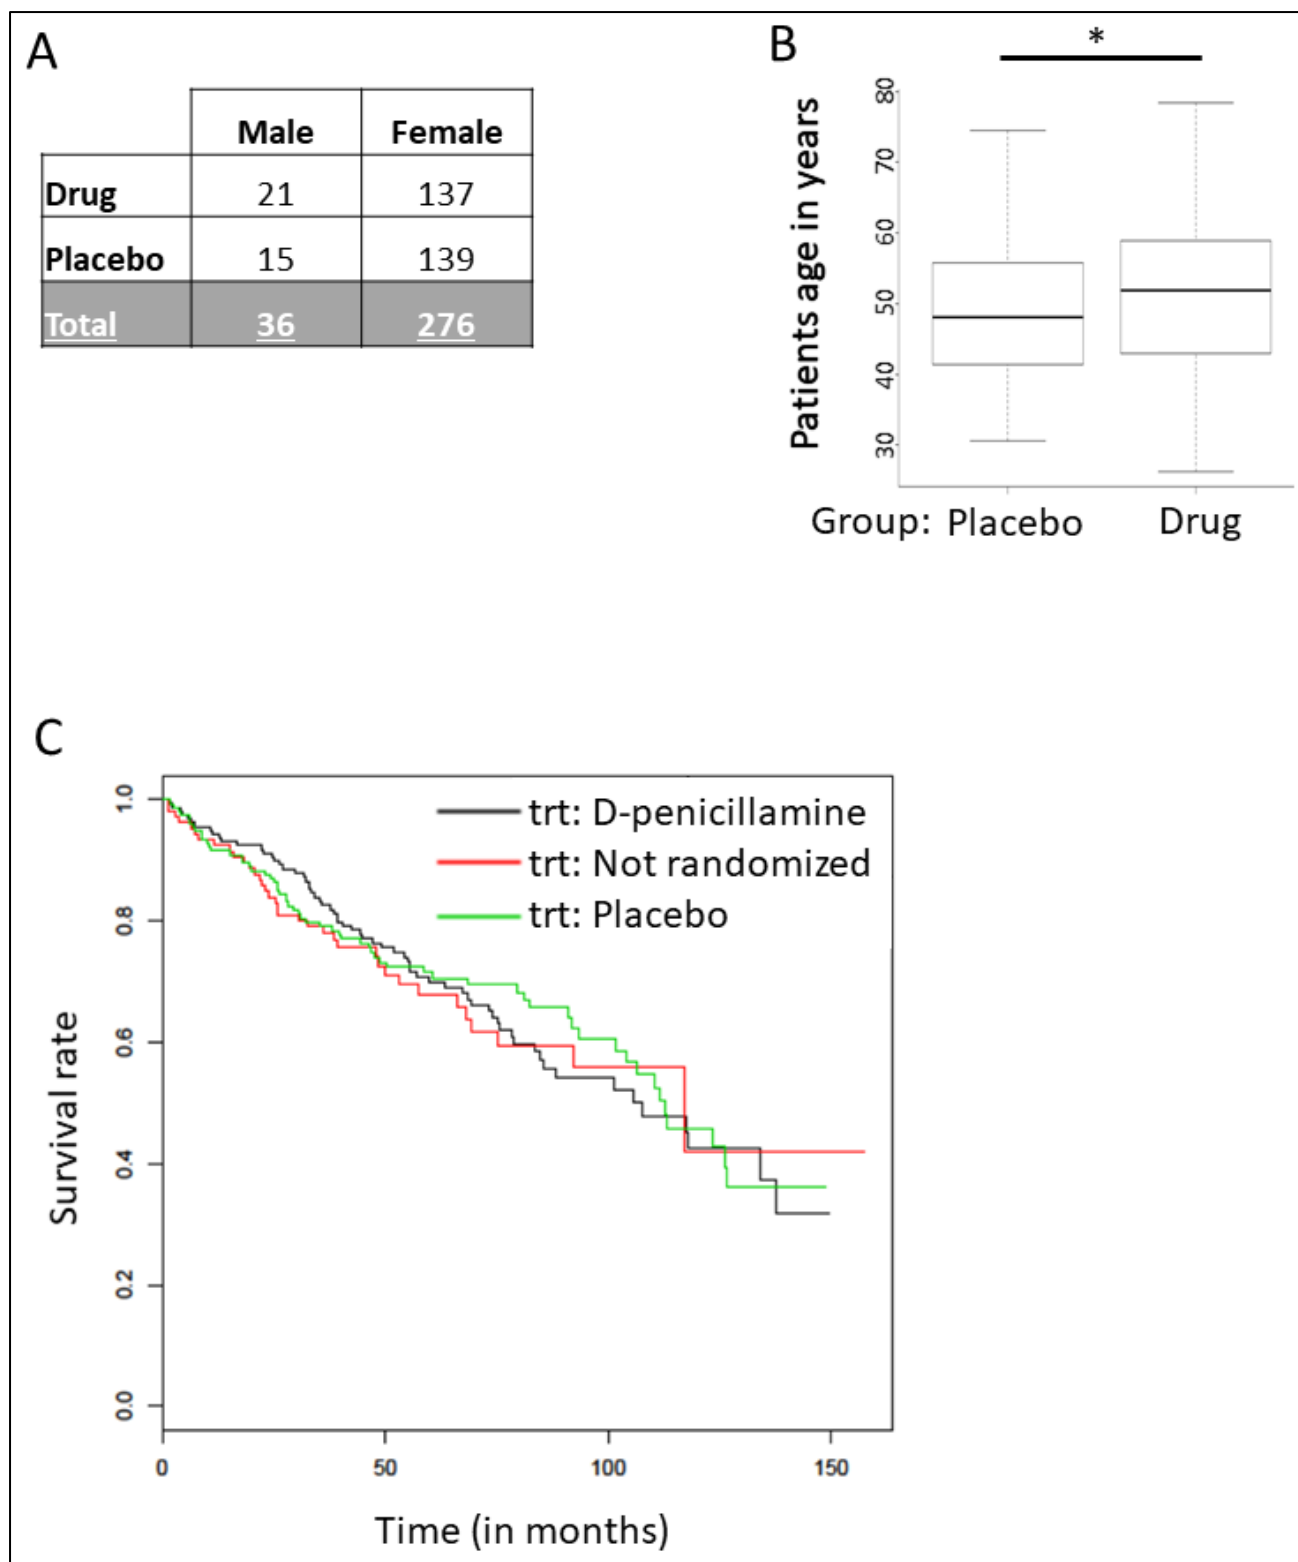 A
Male Female
Drug 21 137
Placebo 15 139
Total 36 276
B
*
Patients age in years
80
70
60
50
40
30
Group: Placebo Drug
C
trt: D-penicillamine
trt: Not randomized
trt: Placebo
Survival rate
1.0
0.8
0.6
0.4
0.2
0.0
0 50 100 150
Time (in months)